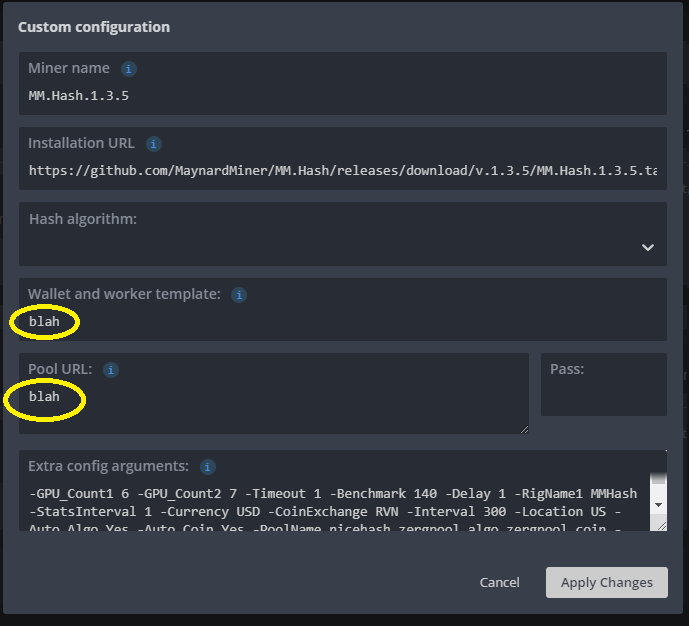 Custom configuration
Miner name i
MM.Hash.1.3.5
Installation URL i
https://github.com/MaynardMiner/MM.Hash/releases/download/v.1.3.5/MM.Hash.1.3.5.ta
Hash algorithm:
Wallet and worker template: i
blah
Pool URL: i
Pass:
blah
Extra config arguments: i
-GPU_Count1 6 -GPU_Count2 7 -Timeout 1 -Benchmark 140 -Delay 1 -RigName1 MMHash
-StatsInterval 1 -Currency USD -CoinExchange RVN -Interval 300 -Location US -
Auto_Algo Yes -Auto_Coin Yes -PoolName nicehash,zergpool_algo,zergpool_coin -
Cancel
Apply Changes